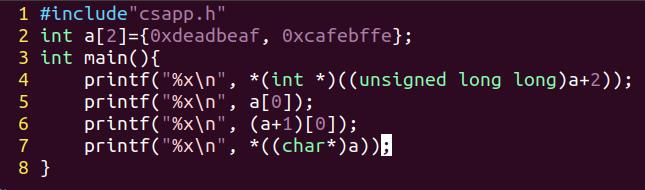 1 #include"csapp.h"
2 int a[2]={0xdeadbeaf, 0xcafebffe};
3 int main(){
4     printf("%x\n", *(int *)((unsigned long long)a+2));
5     printf("%x\n", a[0]);
6     printf("%x\n", (a+1)[0]);
7     printf("%x\n", *((char*)a));
8 }